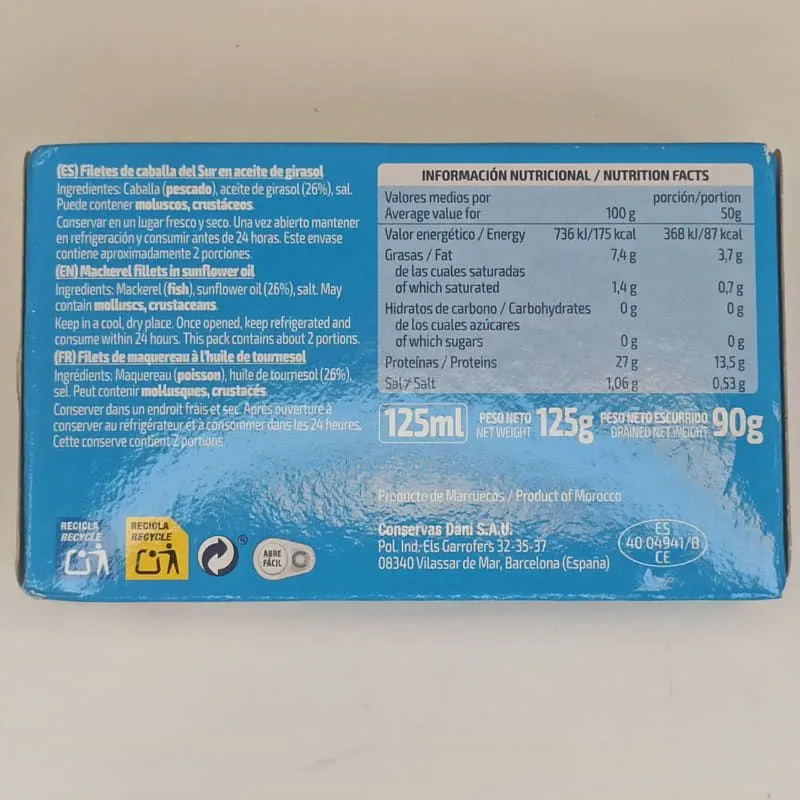 (ES) Filetes de caballa del Sur en aceite de girasol
Ingredientes: Caballa (pescado), aceite de girasol (26%), sal.
Puede contener moluscos, crustáceos.
Conservar en un lugar fresco y seco. Una vez abierto mantener
en refrigeración y consumir antes de 24 horas. Este envase
contiene aproximadamente 2 porciones.
(EN) Mackerel fillets in sunflower oil
Ingredients: Mackerel (fish), sunflower oil (26%), salt. May
contain molluscs, crustaceans.
Keep in a cool, dry place. Once opened, keep refrigerated and
consume within 24 hours. This pack contains about 2 portions.
(FR) Filets de maquereau à l'huile de tournesol
Ingrédients: Maquereau (poisson), huile de tournesol (26%),
sel. Peut contenir mollusques, crustacés.
Conserver dans un endroit frais et sec. Après ouverture à
conserver au réfrigérateur et à consommer dans les 24 heures.
Cette conserve contient 2 portions.
INFORMACIÓN NUTRICIONAL / NUTRITION FACTS
Valores medios por porción/portion
Average value for 100 g 50g
Valor energético / Energy 736 kJ/175 kcal 368 kJ/87 kcal
Grasas / Fat 7,4 g 3,7 g
de las cuales saturadas
of which saturated 1,4 g 0,7 g
Hidratos de carbono / Carbohydrates 0 g 0 g
de los cuales azúcares
of which sugars 0 g 0 g
Proteínas / Proteins 27 g 13,5 g
Sal / Salt 1,06 g 0,53 g
125ml PESO NETO 125g PESO NETO ESCURRIDO 90g
NET WEIGHT DRAINED NET WEIGHT
Producto de Marruecos / Product of Morocco
Conservas Dani S.A.U.
Pol. Ind. Els Garrofers 32-35-37
08340 Vilassar de Mar, Barcelona (España)
ES
40 04941/B
CE
RECICLA
RECYCLE
RECICLA
RECYCLE
®
ABRE
FÁCIL